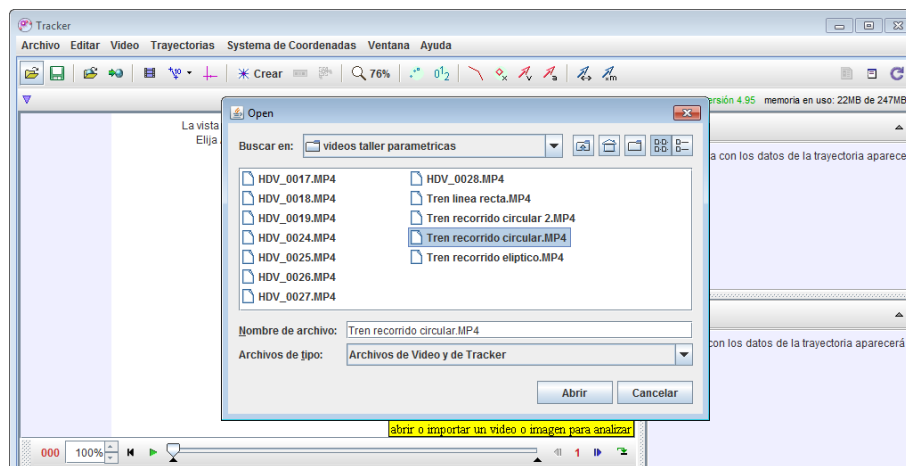 Tracker
Archivo Editar Video Trayectorias Systema de Coordenadas Ventana Ayuda
Crear 76%
versión 4.95 memoria en uso: 22MB de 247MB
La vista
Elija
Open
Buscar en: videos taller parametricas
HDV_0017.MP4 HDV_0028.MP4
HDV_0018.MP4 Tren linea recta.MP4
HDV_0019.MP4 Tren recorrido circular 2.MP4
HDV_0024.MP4 Tren recorrido circular.MP4
HDV_0025.MP4 Tren recorrido eliptico.MP4
HDV_0026.MP4
HDV_0027.MP4
a con los datos de la trayectoria aparece
Nombre de archivo: Tren recorrido circular.MP4
Archivos de tipo: Archivos de Video y de Tracker
con los datos de la trayectoria aparecerá
Abrir Cancelar
abrir o importar un video o imagen para analizar
000 100% 1